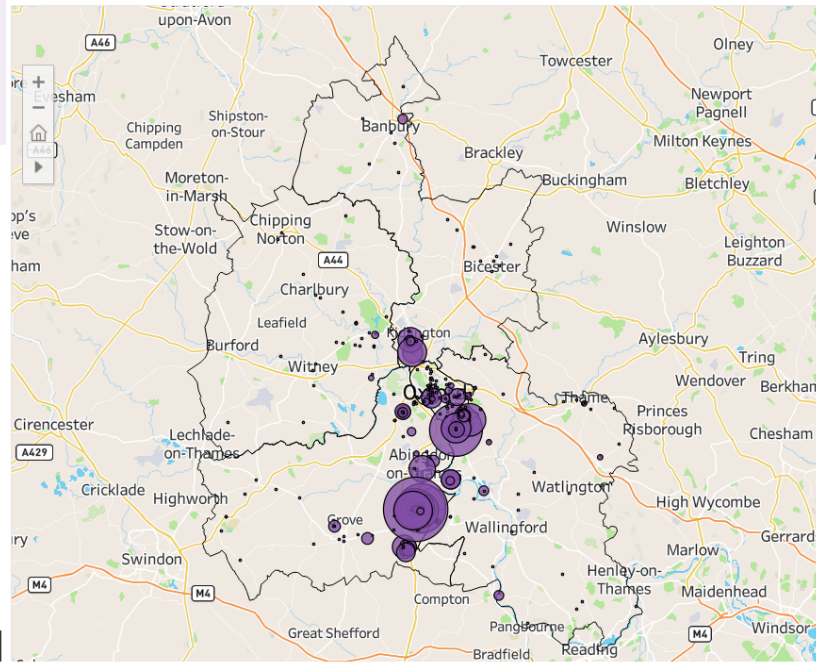 upon-Avon
A46
Olney
Towcester
Evesham
Newport
Pagnell
Shipston-
on-Stour
Chipping
Campden
Banbury
Milton Keynes
A46
Brackley
Moreton-
in-Marsh
Buckingham
Bletchley
Chipping
Norton
Stow-on-
the-Wold
Winslow
Leighton
Buzzard
A44
Bicester
Charlbury
Leafield
Burford
Aylesbury
Tring
Witney
Wendover
Berkham
Thame
Princes
Risborough
Cirencester
Lechlade-
on-Thames
Chesham
A429
Cricklade
Highworth
Watlington
High Wycombe
Grove
Wallingford
Gerrards
Marlow
Swindon
Henley-on-
Thames
M4
Maidenhead
M4
Compton
Great Shefford
Pangbourne
M4
Windsor
Bradfield
Reading